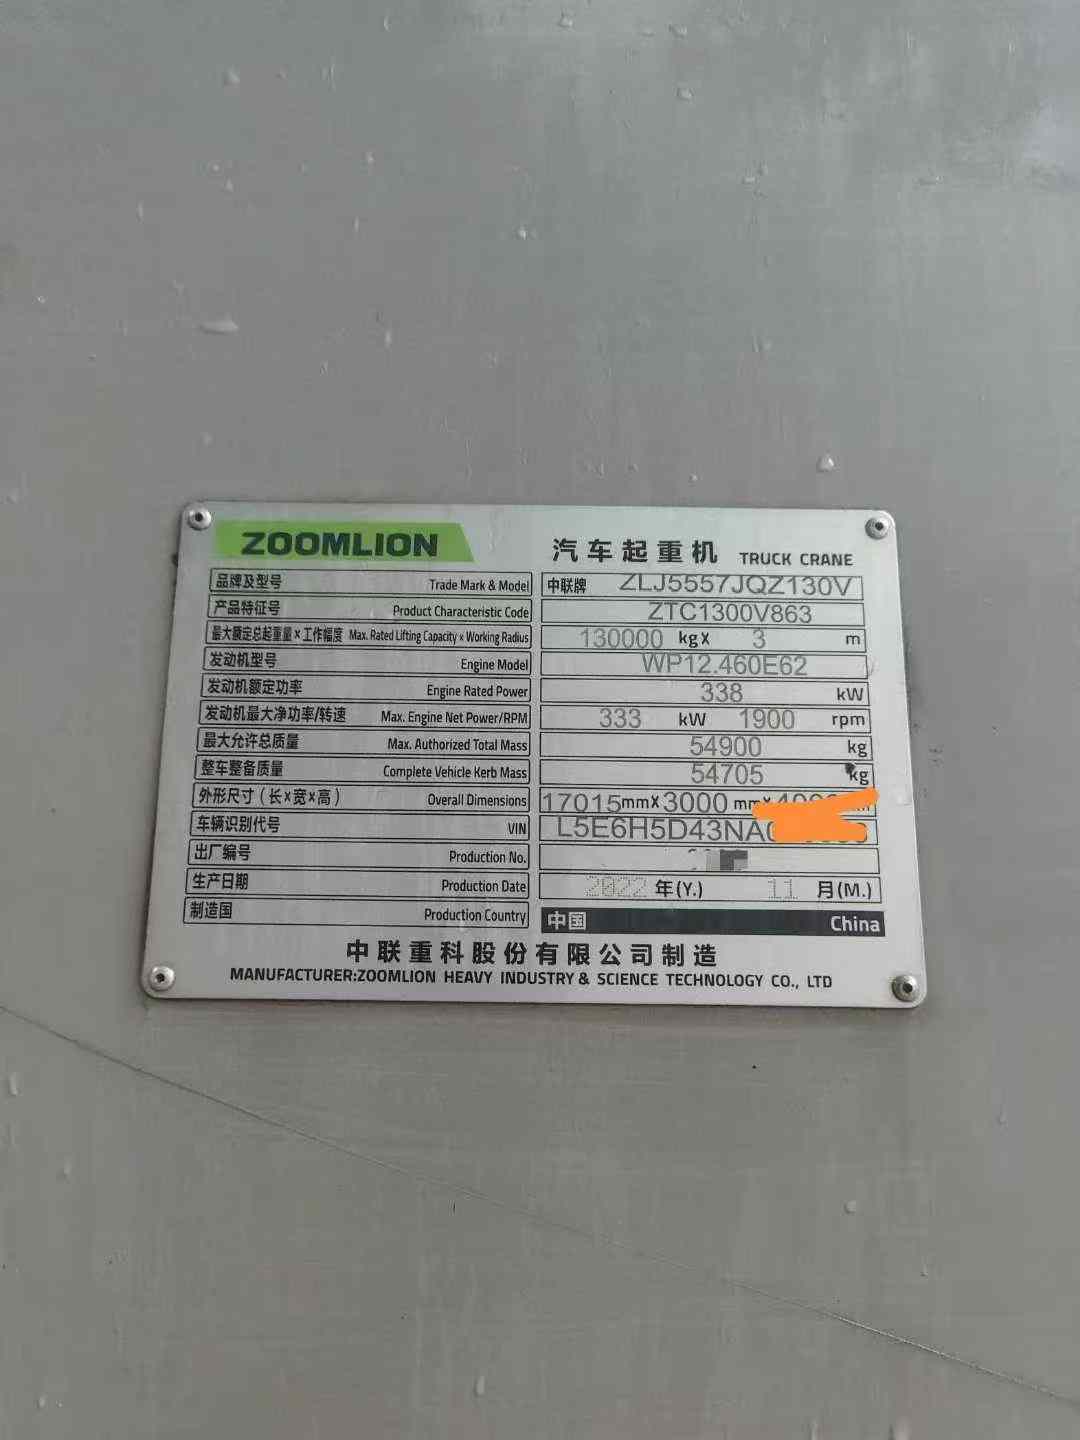 ZOOMLION 汽车起重机 TRUCK CRANE
品牌及型号 Trade Mark & Model 中联牌 ZLJ5557JQZ130V
产品特征号 Product Characteristic Code ZTC1300V863
最大额定总起重量×工作幅度 Max. Rated Lifting Capacity × Working Radius 130000 kg× 3 m
发动机型号 Engine Model WP12.460E62
发动机额定功率 Engine Rated Power 338 kW
发动机最大净功率/转速 Max. Engine Net Power/RPM 333 kW 1900 rpm
最大允许总质量 Max. Authorized Total Mass 54900 kg
整车整备质量 Complete Vehicle Kerb Mass 54705 kg
外形尺寸(长×宽×高) Overall Dimensions 17015mm×3000 mm×
车辆识别代号 VIN L5E6H5D43NA
出厂编号 Production No.
生产日期 Production Date 2022 年(Y.) 11 月(M.)
制造国 Production Country 中国 China
中联重科股份有限公司制造
MANUFACTURER:ZOOMLION HEAVY INDUSTRY & SCIENCE TECHNOLOGY CO., LTD